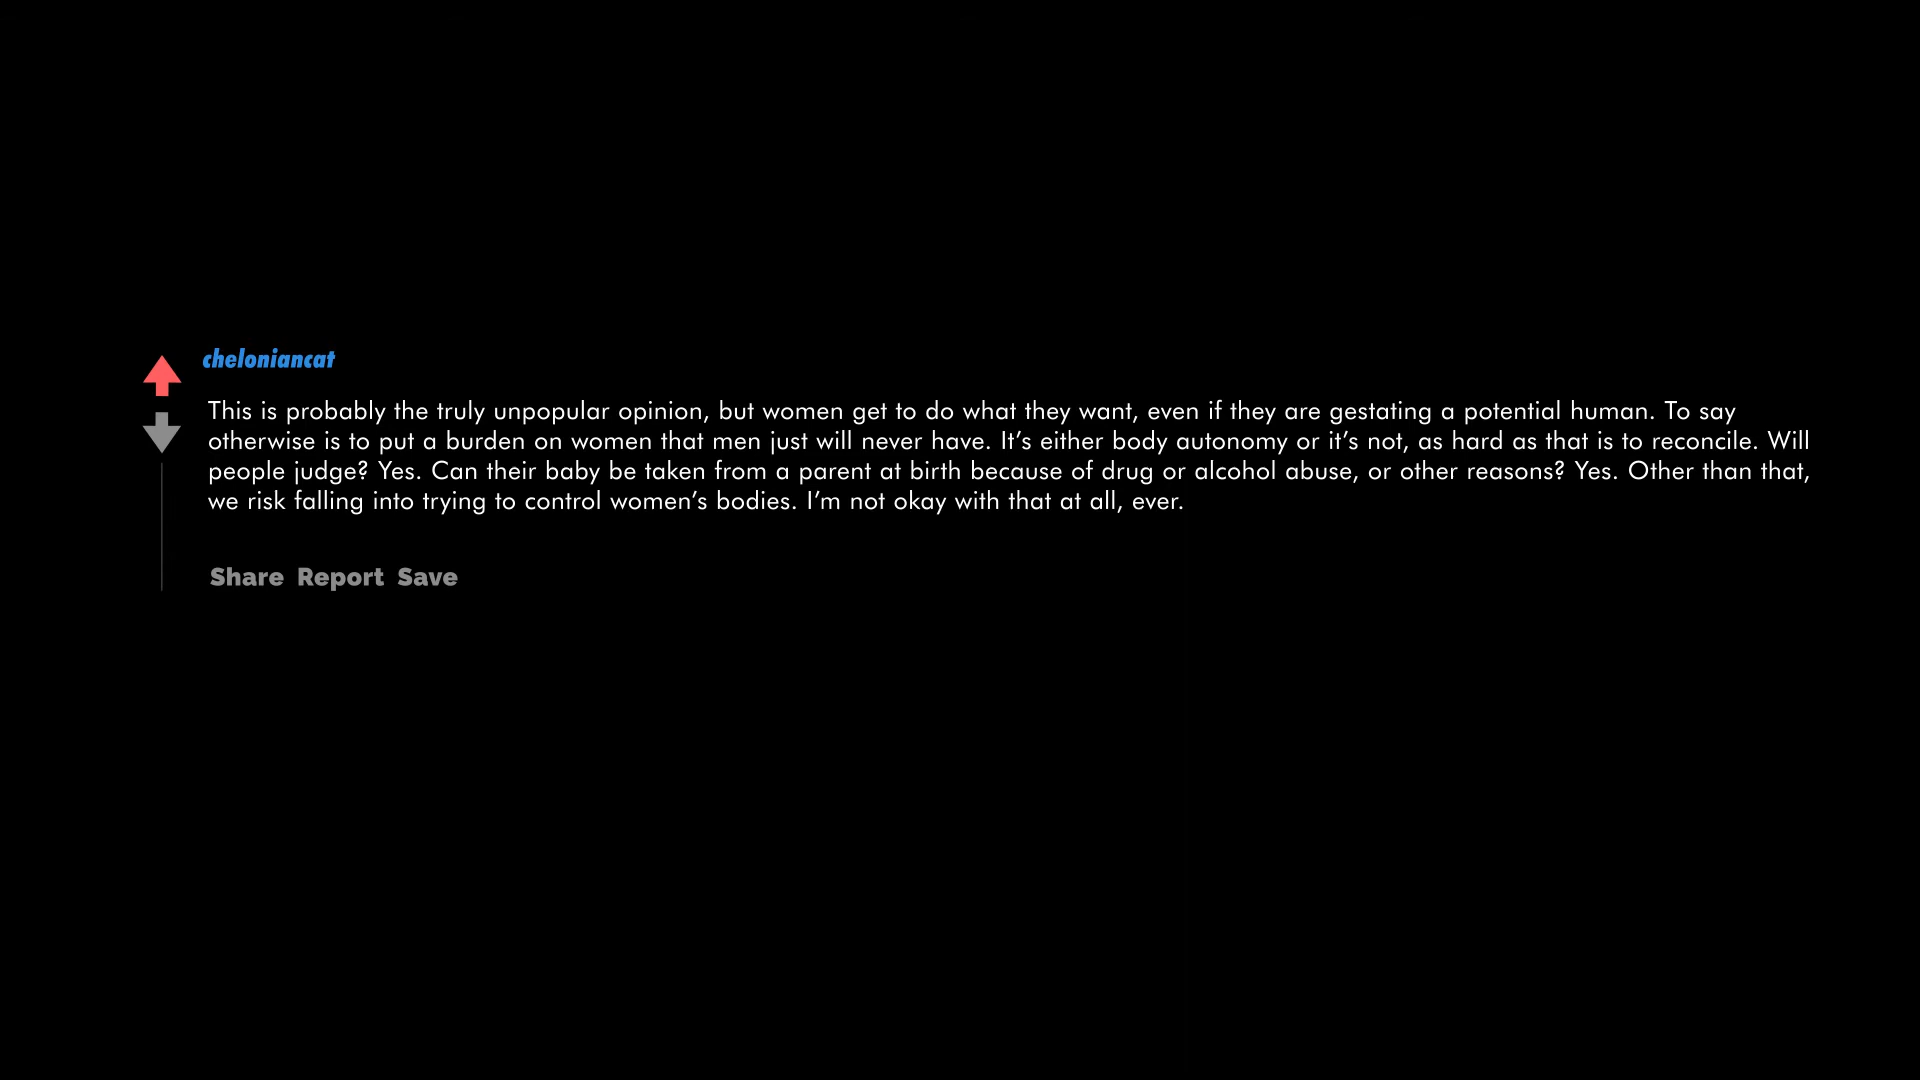 cheloniancat
This is probably the truly unpopular opinion, but women get to do what they want, even if they are gestating a potential human. To say
otherwise is to put a burden on women that men just will never have. It’s either body autonomy or it’s not, as hard as that is to reconcile. Will
people judge? Yes. Can their baby be taken from a parent at birth because of drug or alcohol abuse, or other reasons? Yes. Other than that,
we risk falling into trying to control women’s bodies. I’m not okay with that at all, ever.
Share Report Save